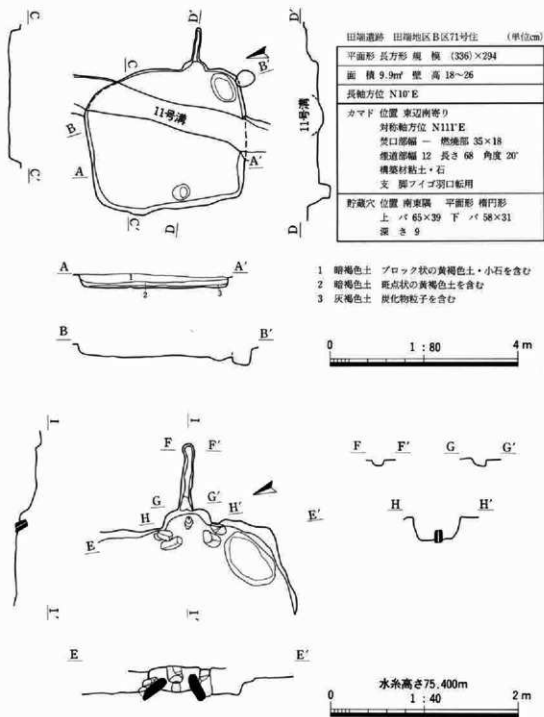 田端遺跡 田端地区B区71号住 (単位cm)
平面形 長方形 規模 (336)×294
面積 9.9㎡ 壁高 18〜26
長軸方位 N10°E
カマド 位置 東辺南寄り
対称軸方位 N111°E
焚口部幅 ー 燃焼部 35×18
煙道部幅 12 長さ 68 角度 20°
構築材粘土・石
支脚フイゴ羽口転用
貯蔵穴 位置 南東隅 平面形 楕円形
上バ 65×39 下バ 58×31
深さ 9
1 暗褐色土 ブロック状の黄褐色土・小石を含む
2 暗褐色土 斑点状の黄褐色土を含む
3 灰褐色土 炭化物粒子を含む
0 1:80 4m
C
C'
D'
C
B'
11号溝
B
A
A'
C'
D
D'
11号溝
D
A 1 A'
2 3
B B'
I
I'
I
F F'
G G'
H H'
E E'
I'
F F' G G'
H H'
E E'
水糸高さ75.400m
0 1:40 2m